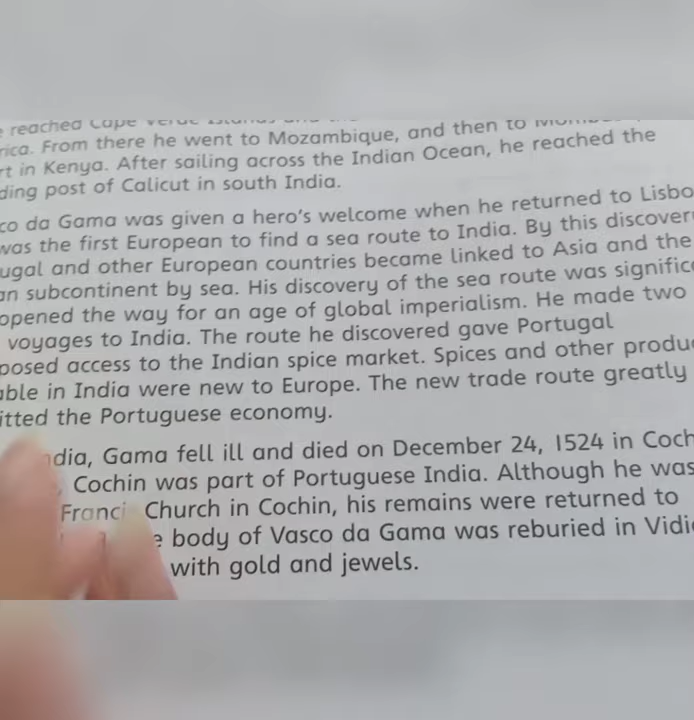 reached Cape Verde Islands and the
rica. From there he went to Mozambique, and then to
rt in Kenya. After sailing across the Indian Ocean, he reached the
ding post of Calicut in south India.
co da Gama was given a hero's welcome when he returned to Lisbo
was the first European to find a sea route to India. By this discover
ugal and other European countries became linked to Asia and the
an subcontinent by sea. His discovery of the sea route was signific
opened the way for an age of global imperialism. He made two
voyages to India. The route he discovered gave Portugal
posed access to the Indian spice market. Spices and other produ
able in India were new to Europe. The new trade route greatly
itted the Portuguese economy.
ndia, Gama fell ill and died on December 24, 1524 in Coch
Cochin was part of Portuguese India. Although he was
Franci Church in Cochin, his remains were returned to
e body of Vasco da Gama was reburied in Vidi
with gold and jewels.